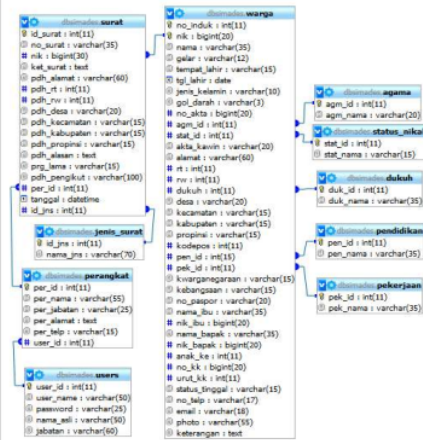 dbsimades.surat
id_surat : int(11)
no_surat : varchar(35)
nik : bigint(30)
ket_surat : text
pdh_alamat : varchar(60)
pdh_rt : int(11)
pdh_rw : int(11)
pdh_desa : varchar(20)
pdh_kecamatan : varchar(15)
pdh_kabupaten : varchar(15)
pdh_propinsi : varchar(15)
pdh_alasan : text
prg_lama : varchar(15)
pdh_pengikut : varchar(100)
per_id : int(11)
tanggal : datetime
id_jns : int(11)
dbsimades.jenis_surat
id_jns : int(11)
nama_jns : varchar(70)
dbsimades.perangkat
per_id : int(11)
per_nama : varchar(55)
per_jabatan : varchar(25)
per_alamat : text
per_telp : varchar(15)
user_id : int(11)
dbsimades.users
user_id : int(11)
user_name : varchar(50)
password : varchar(25)
nama_asli : varchar(50)
jabatan : varchar(60)
dbsimades.warga
no_induk : int(11)
nik : bigint(20)
nama : varchar(35)
gelar : varchar(12)
tempat_lahir : varchar(15)
tgl_lahir : date
jenis_kelamin : varchar(10)
gol_darah : varchar(3)
no_akta : bigint(20)
agm_id : int(11)
stat_id : int(11)
akta_kawin : varchar(20)
alamat : varchar(60)
rt : int(11)
rw : int(11)
dukuh : int(11)
desa : varchar(20)
kecamatan : varchar(15)
kabupaten : varchar(15)
propinsi : varchar(15)
kodepos : int(11)
pen_id : int(15)
pek_id : int(11)
kwarganegaraan : varchar(15)
kebangsaan : varchar(15)
no_paspor : varchar(20)
nama_ibu : varchar(35)
nik_ibu : bigint(20)
nama_bapak : varchar(35)
nik_bapak : bigint(20)
anak_ke : int(11)
no_kk : bigint(20)
urut_kk : int(11)
status_tinggal : varchar(15)
no_telp : varchar(17)
email : varchar(18)
photo : varchar(55)
keterangan : text
dbsimades.agama
agm_id : int(11)
agm_nama : varchar(20)
dbsimades.status_nikah
stat_id : int(11)
stat_nama : varchar(15)
dbsimades.dukuh
duk_id : int(11)
duk_nama : varchar(35)
dbsimades.pendidikan
pen_id : int(11)
pen_nama : varchar(35)
dbsimades.pekerjaan
pek_id : int(11)
pek_nama : varchar(35)